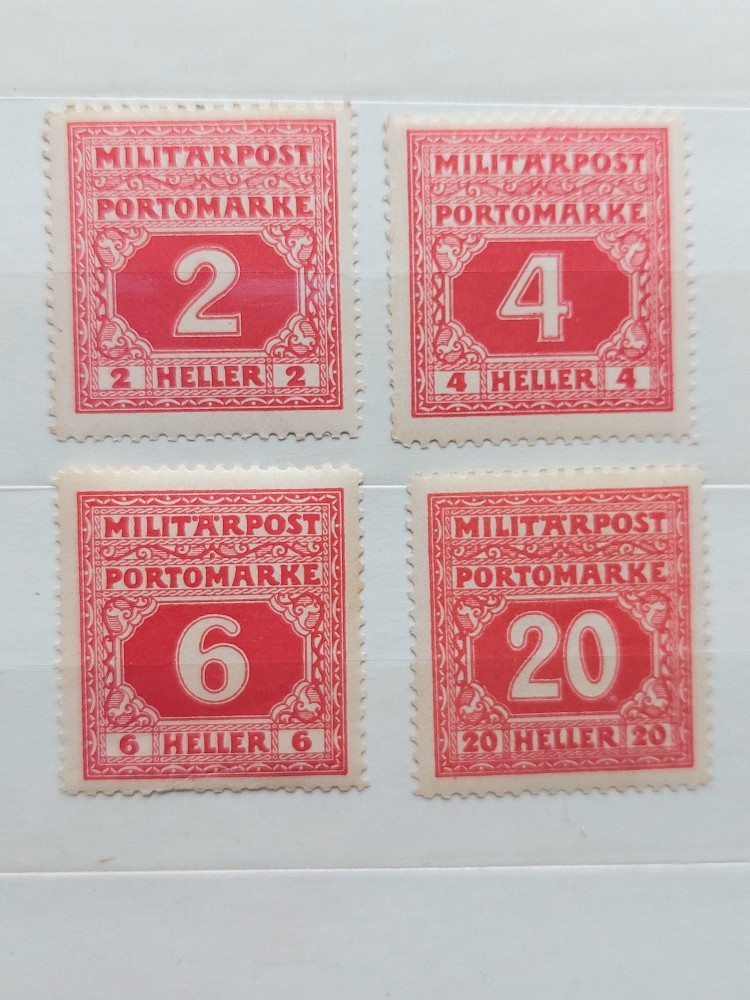 MILITÄRPOST
PORTOMARKE
2
2 HELLER 2
MILITÄRPOST
PORTOMARKE
4
4 HELLER 4
MILITÄRPOST
PORTOMARKE
6
6 HELLER 6
MILITÄRPOST
PORTOMARKE
20
20 HELLER 20